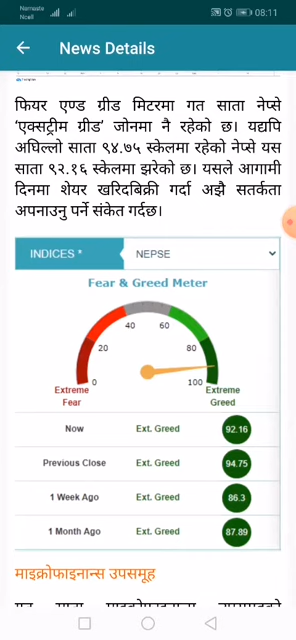 Namaste
Ncell
08:11
News Details
फियर एण्ड ग्रीड मिटरमा गत साता नेप्से
‘एक्सट्रीम ग्रीड’ जोनमा नै रहेको छ। यद्यपि
अघिल्लो साता ९४.७५ स्केलमा रहेको नेप्से यस
साता ९२.१६ स्केलमा झरेको छ। यसले आगामी
दिनमा शेयर खरिदबिक्री गर्दा अझै सतर्कता
अपनाउनु पर्ने संकेत गर्दछ।
INDICES * NEPSE
Fear & Greed Meter
40 60
20 80
0 100
Extreme Fear Extreme Greed
Now Ext. Greed 92.16
Previous Close Ext. Greed 94.75
1 Week Ago Ext. Greed 86.3
1 Month Ago Ext. Greed 87.89
माइक्रोफाइनान्स उपसमूह